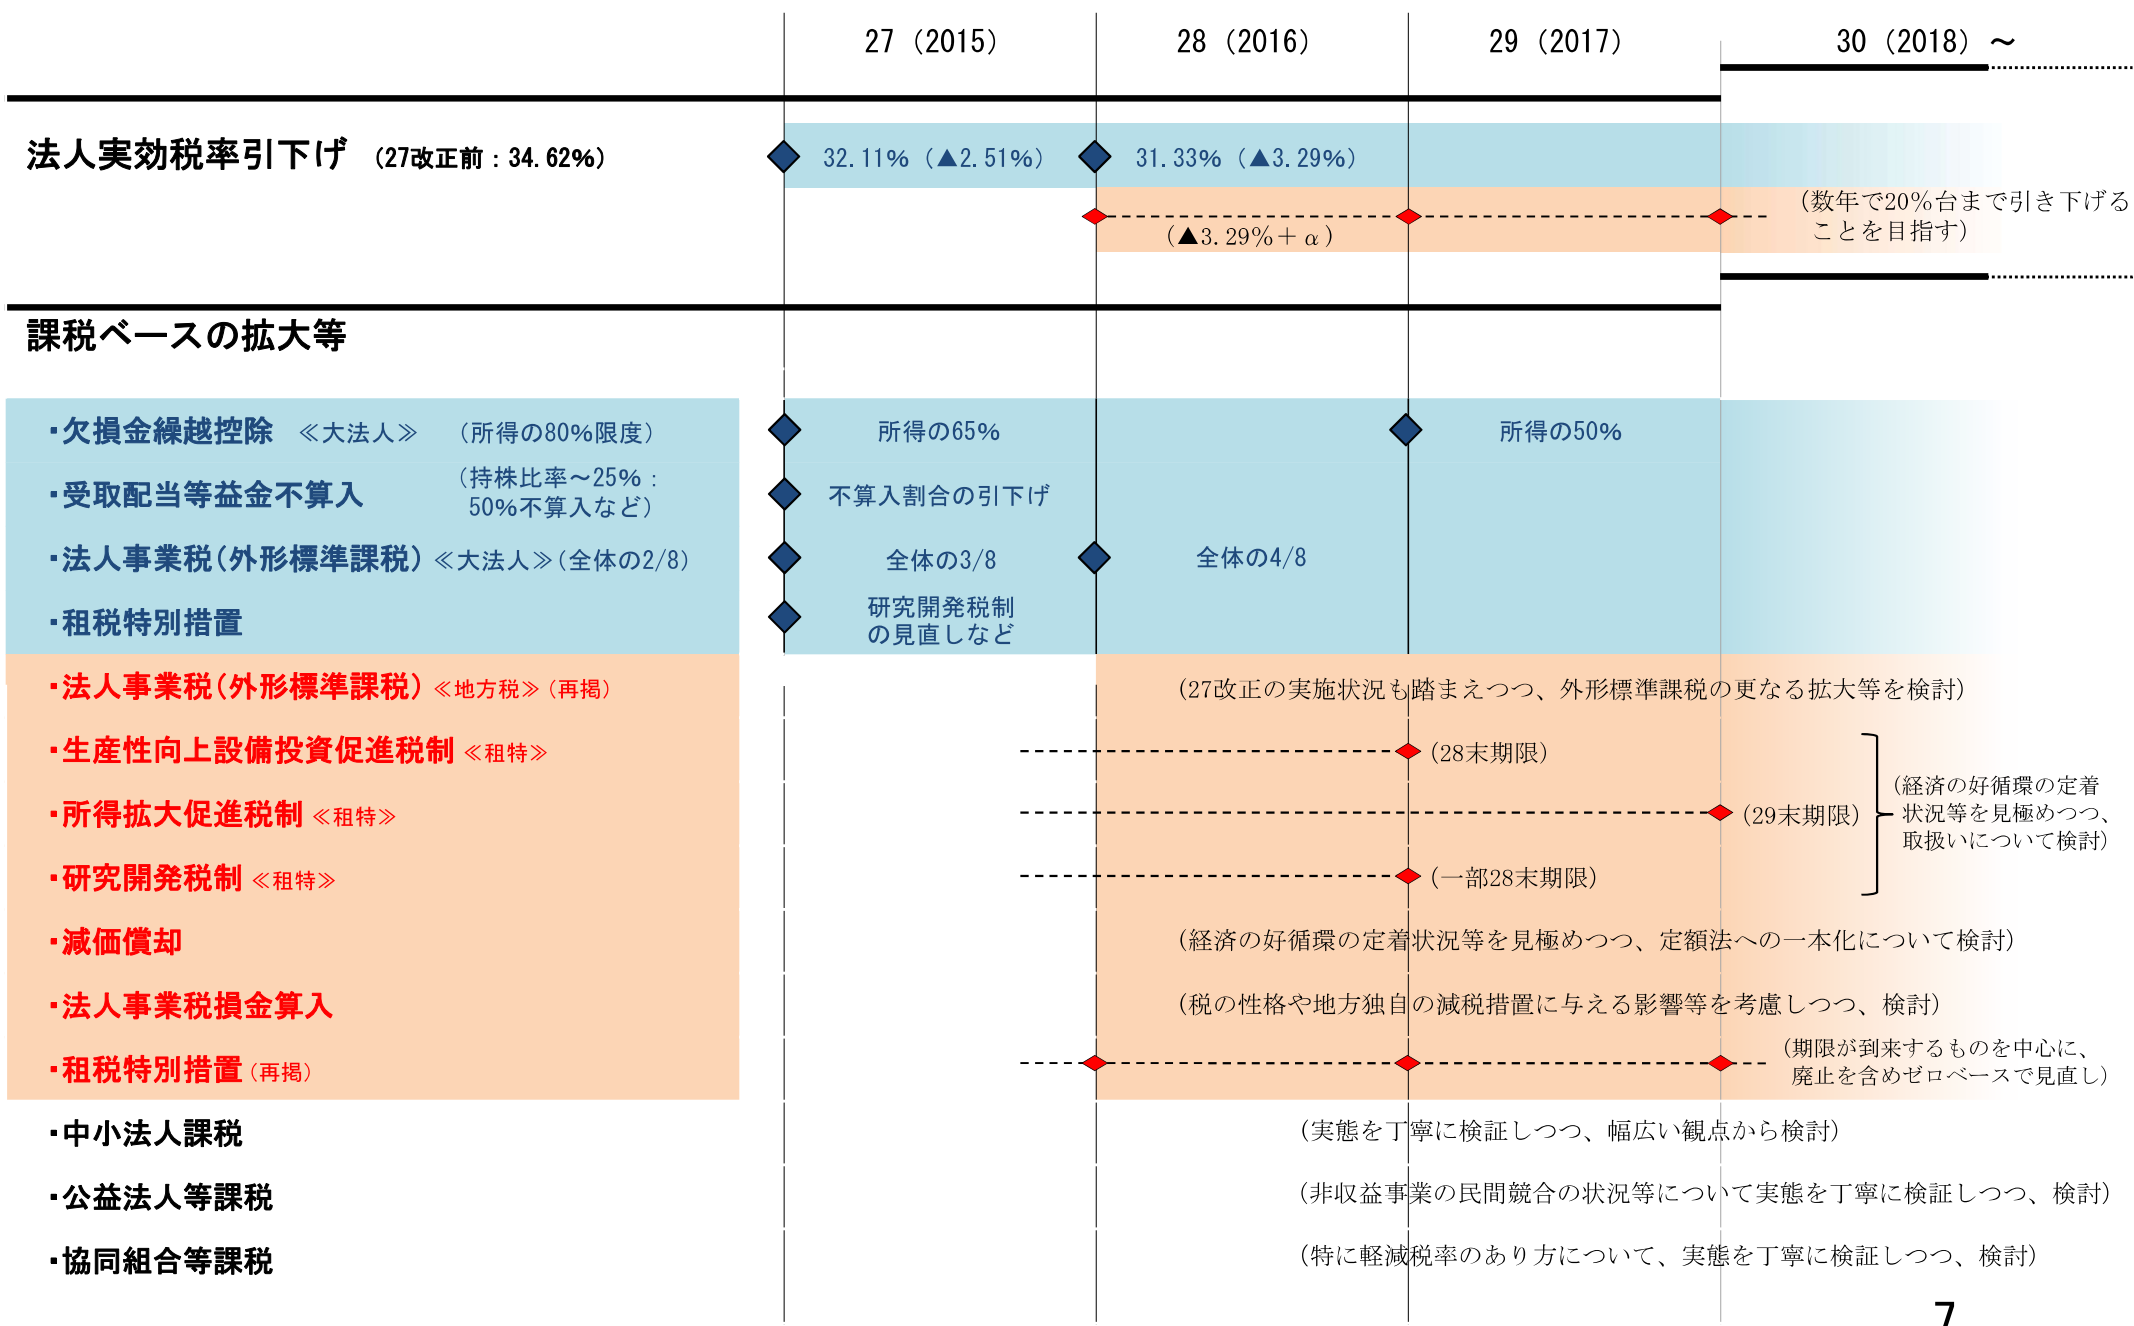 27（2015） 28（2016） 29（2017） 30（2018）～
法人実効税率引下げ （27改正前：34.62%） 32.11%（▲2.51%） 31.33%（▲3.29%）
（▲3.29%＋α）
（数年で20%台まで引き下げる
ことを目指す）
課税ベースの拡大等
・欠損金繰越控除 ≪大法人≫ （所得の80%限度） 所得の65% 所得の50%
・受取配当等益金不算入 （持株比率～25%：
50%不算入など） 不算入割合の引下げ
・法人事業税（外形標準課税）≪大法人≫（全体の2/8） 全体の3/8 全体の4/8
・租税特別措置 研究開発税制
の見直しなど
・法人事業税（外形標準課税）≪地方税≫（再掲） （27改正の実施状況も踏まえつつ、外形標準課税の更なる拡大等を検討）
・生産性向上設備投資促進税制 ≪租特≫ （28末期限）
・所得拡大促進税制 ≪租特≫ （29末期限）
・研究開発税制 ≪租特≫ （一部28末期限）
（経済の好循環の定着
状況等を見極めつつ、
取扱いについて検討）
・減価償却 （経済の好循環の定着状況等を見極めつつ、定額法への一本化について検討）
・法人事業税損金算入 （税の性格や地方独自の減税措置に与える影響等を考慮しつつ、検討）
・租税特別措置（再掲） （期限が到来するものを中心に、
廃止を含めゼロベースで見直し）
・中小法人課税 （実態を丁寧に検証しつつ、幅広い観点から検討）
・公益法人等課税 （非収益事業の民間競合の状況等について実態を丁寧に検証しつつ、検討）
・協同組合等課税 （特に軽減税率のあり方について、実態を丁寧に検証しつつ、検討）
7